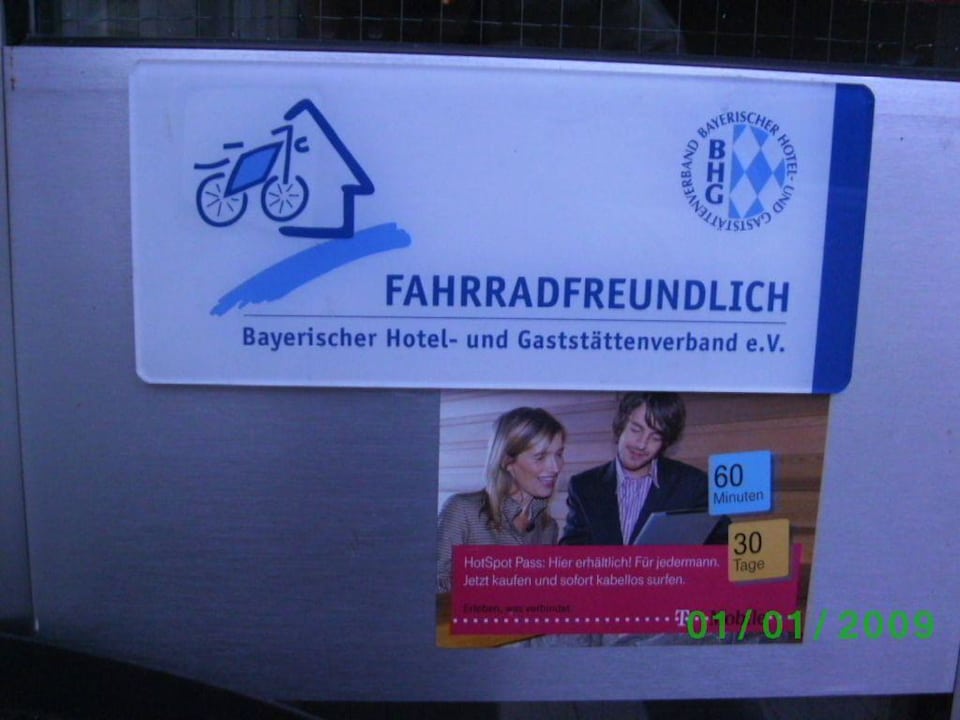 BAYERISCHER HOTEL- UND GASTSTÄTTENVERBAND
BHG
FAHRRADFREUNDLICH
Bayerischer Hotel- und Gaststättenverband e.V.
60
Minuten
30
Tage
HotSpot Pass: Hier erhältlich! Für jedermann.
Jetzt kaufen und sofort kabellos surfen.
Erleben, was verbindet.
T Mobile
01/01/2009